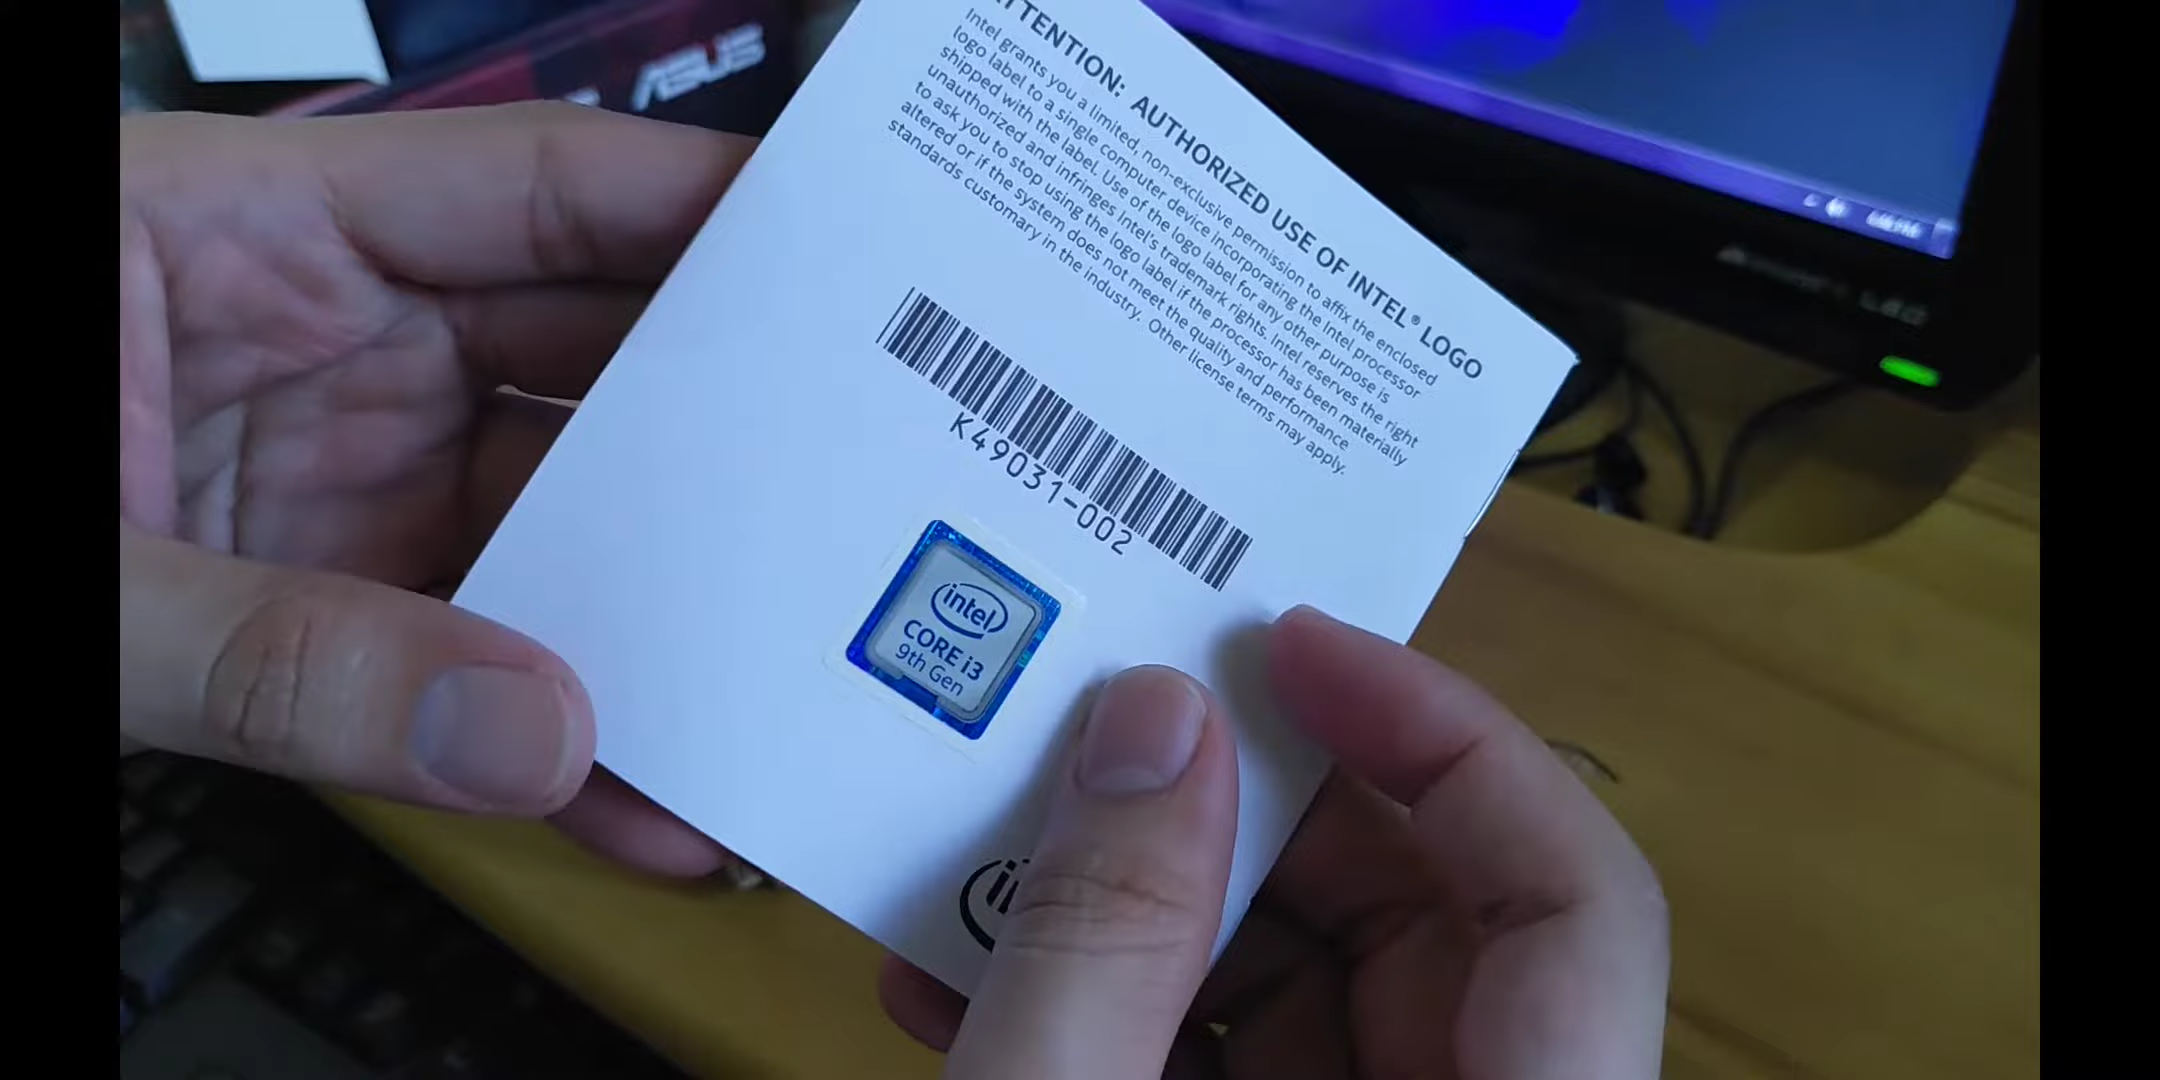 ASUS
ATTENTION: AUTHORIZED USE OF INTEL® LOGO
Intel grants you a limited, non-exclusive permission to affix the enclosed
logo label to a single computer device incorporating the Intel processor
shipped with the label. Use of the logo label for any other purpose is
unauthorized and infringes Intel's trademark rights. Intel reserves the right
to ask you to stop using the logo label if the processor has been materially
altered or if the system does not meet the quality and performance
standards customary in the industry. Other license terms may apply.
K49031-002
intel
CORE i3
9th Gen